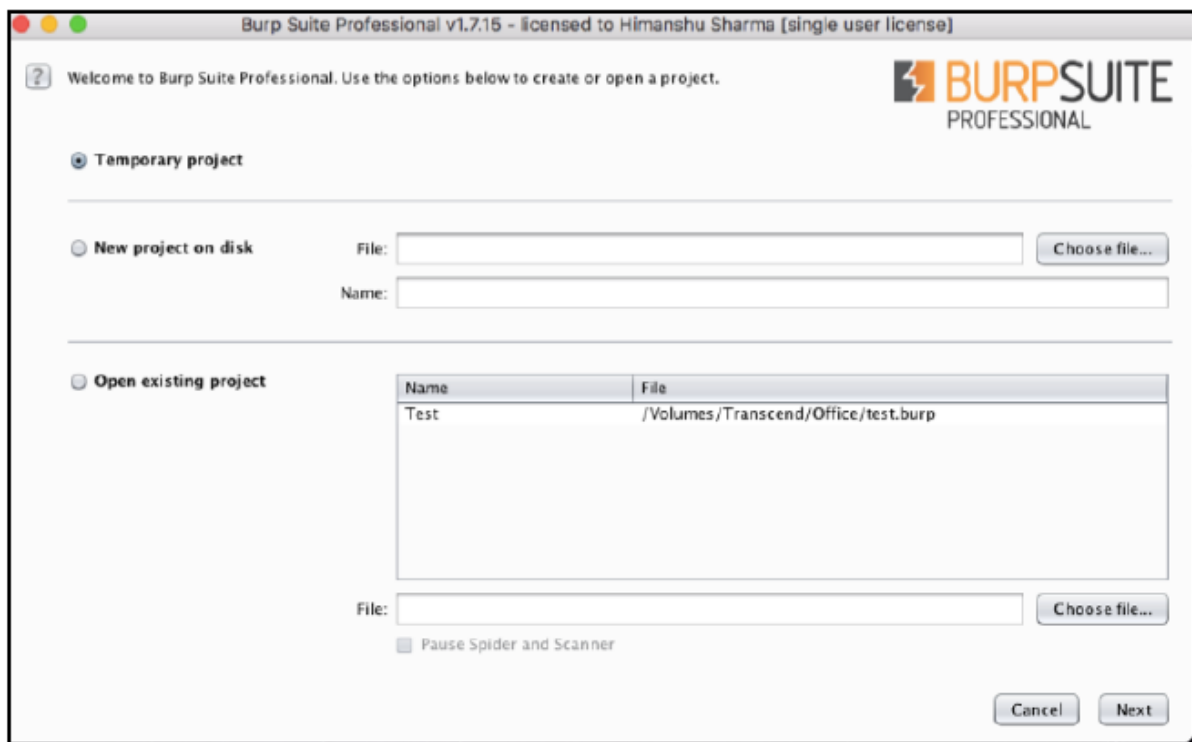 Burp Suite Professional v1.7.15 - licensed to Himanshu Sharma [single user license]
? Welcome to Burp Suite Professional. Use the options below to create or open a project.
BURPSUITE
PROFESSIONAL
Temporary project
New project on disk File: Choose file...
Name:
Open existing project
Name File
Test /Volumes/Transcend/Office/test.burp
File: Choose file...
Pause Spider and Scanner
Cancel Next